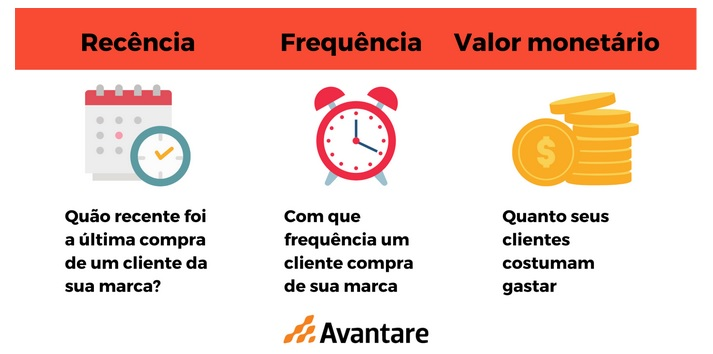 Recência
Frequência
Valor monetário
$
Quão recente foi
a última compra
de um cliente da
sua marca?
Com que
frequência um
cliente compra
de sua marca
Quanto seus
clientes
costumam
gastar
Avantare